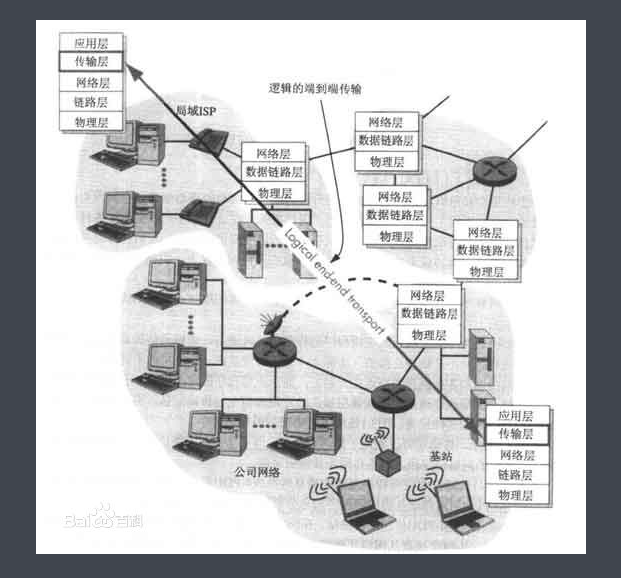 应用层
传输层
网络层
链路层
物理层
局域ISP
逻辑的端到端传输
网络层
数据链路层
物理层
网络层
数据链路层
物理层
网络层
数据链路层
物理层
网络层
数据链路层
物理层
Logical end-end transport
网络层
数据链路层
物理层
应用层
传输层
网络层
链路层
物理层
公司网络
基站
Baidu百科